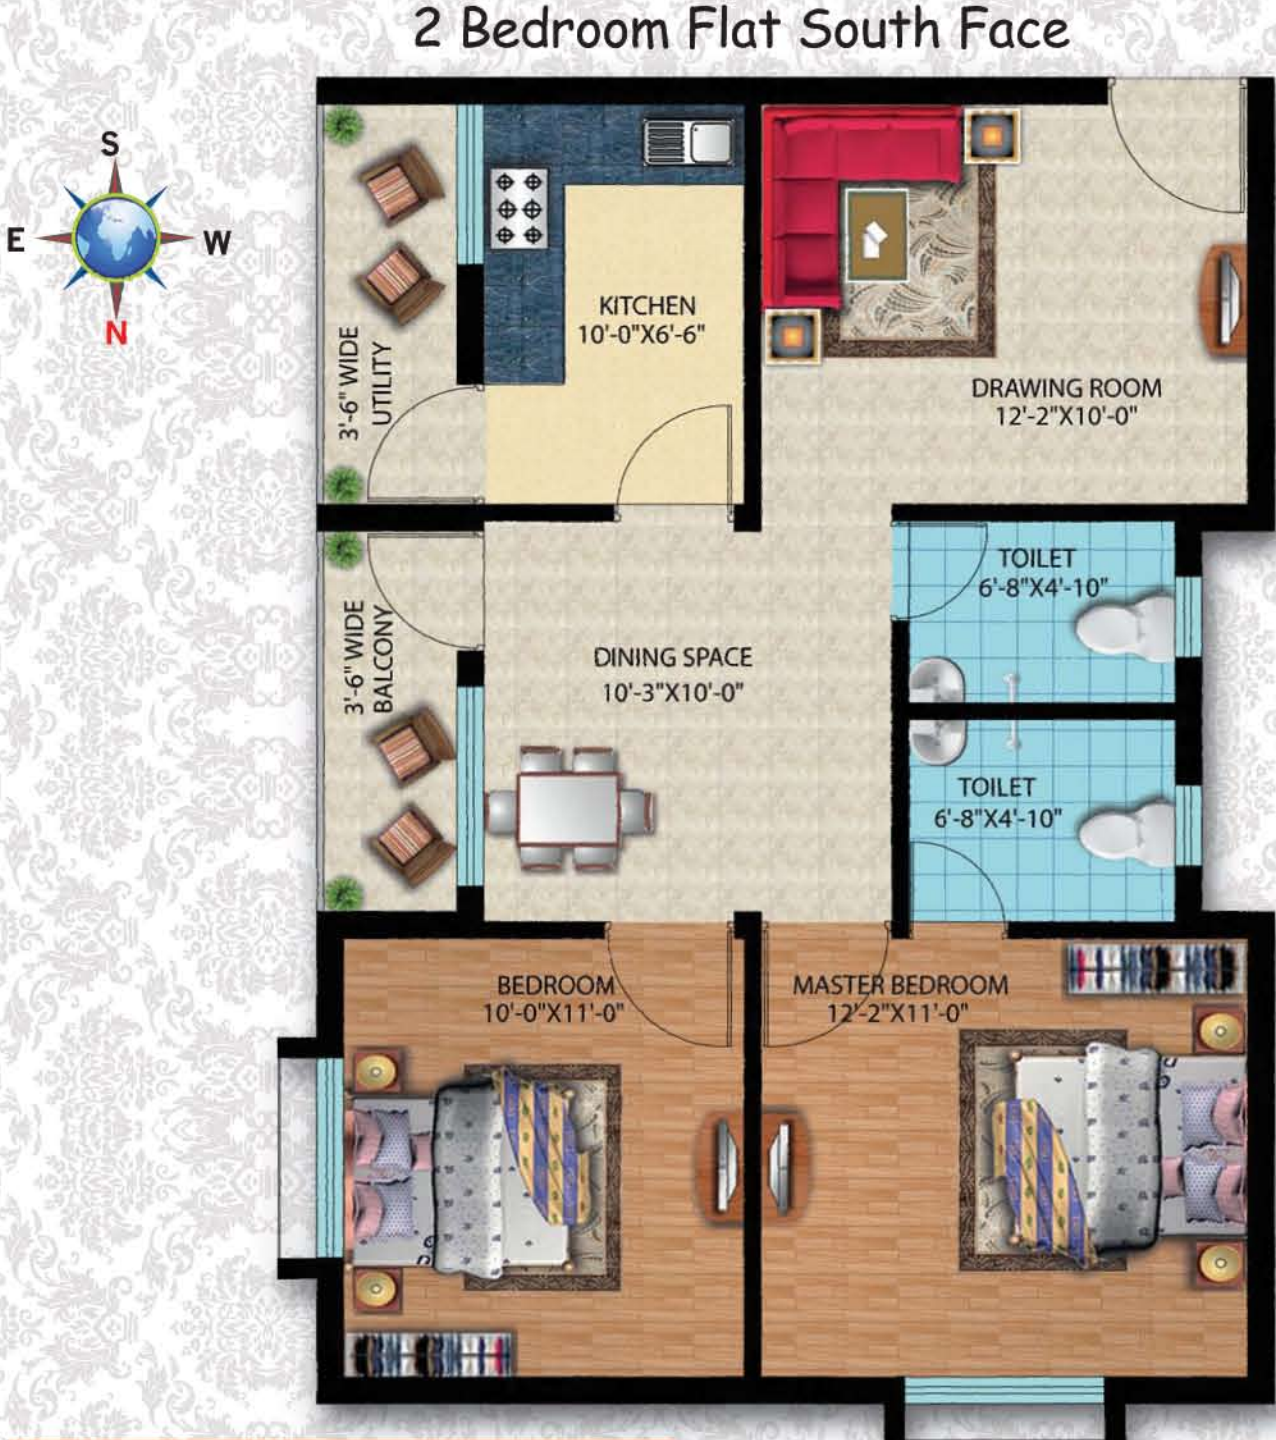 2 Bedroom Flat South Face
S
E
W
N
KITCHEN
10'-0"X6'-6"
3'-6" WIDE
UTILITY
DRAWING ROOM
12'-2"X10'-0"
TOILET
6'-8"X4'-10"
3'-6" WIDE
BALCONY
DINING SPACE
10'-3"X10'-0"
TOILET
6'-8"X4'-10"
BEDROOM
10'-0"X11'-0"
MASTER BEDROOM
12'-2"X11'-0"